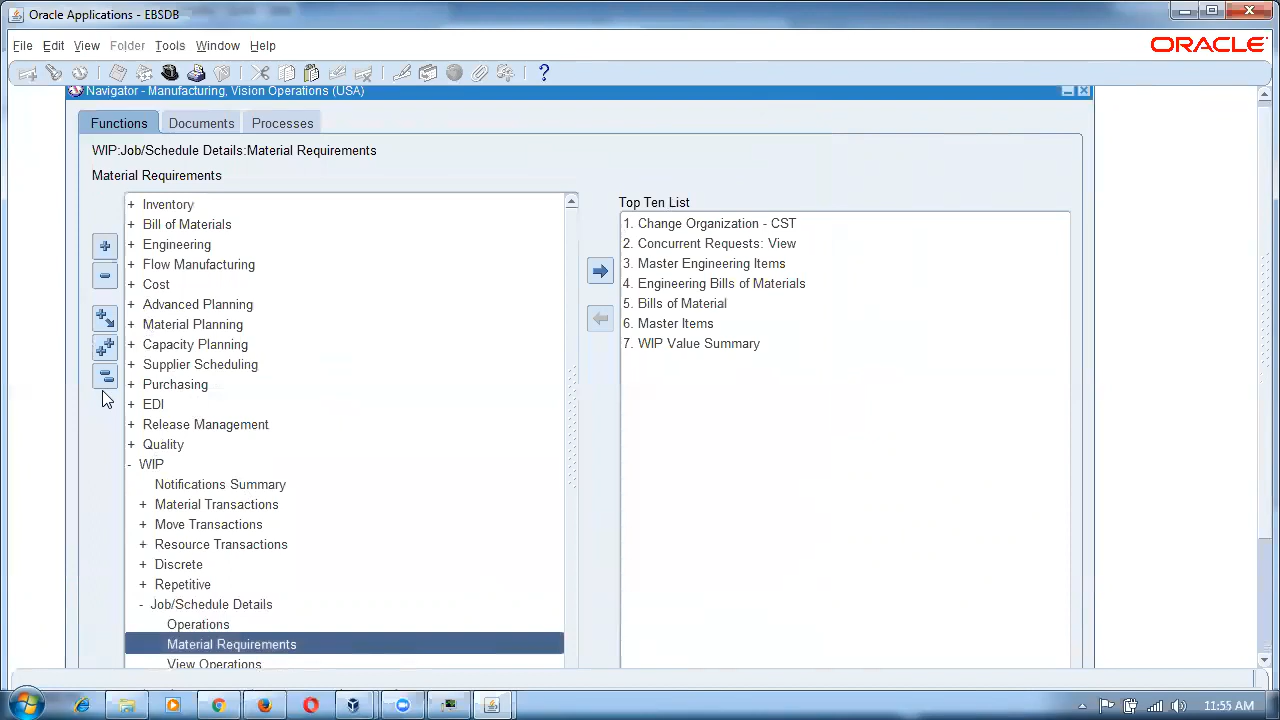 Oracle Applications - EBSDB
File Edit View Folder Tools Window Help
ORACLE
Navigator - Manufacturing, Vision Operations (USA)
Functions Documents Processes
WIP:Job/Schedule Details:Material Requirements
Material Requirements
+ Inventory
+ Bill of Materials
+ Engineering
+ Flow Manufacturing
+ Cost
+ Advanced Planning
+ Material Planning
+ Capacity Planning
+ Supplier Scheduling
+ Purchasing
+ EDI
+ Release Management
+ Quality
- WIP
Notifications Summary
+ Material Transactions
+ Move Transactions
+ Resource Transactions
+ Discrete
+ Repetitive
- Job/Schedule Details
Operations
Material Requirements
View Operations
Top Ten List
1. Change Organization - CST
2. Concurrent Requests: View
3. Master Engineering Items
4. Engineering Bills of Materials
5. Bills of Material
6. Master Items
7. WIP Value Summary
11:55 AM